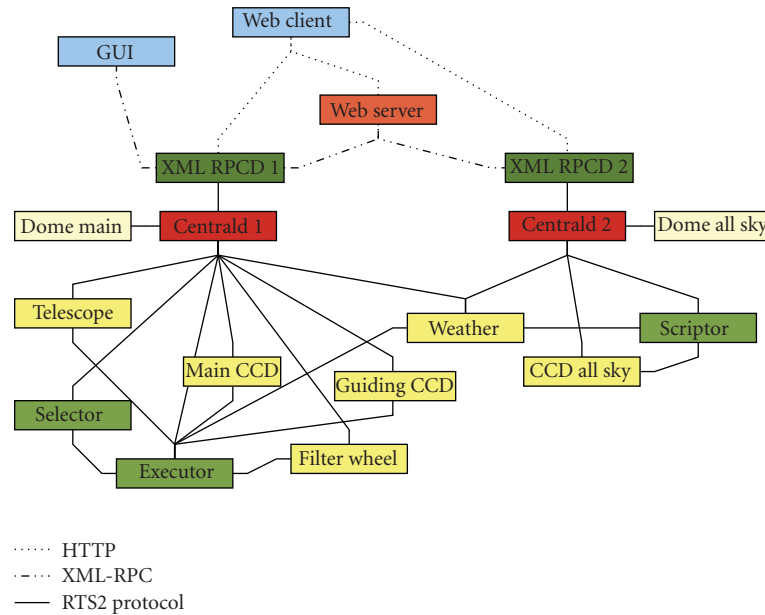 Web client
GUI
Web server
XML RPCD 1
XML RPCD 2
Dome main
Centrald 1
Centrald 2
Dome all sky
Telescope
Weather
Scriptor
Main CCD
Guiding CCD
CCD all sky
Selector
Executor
Filter wheel
HTTP
XML-RPC
RTS2 protocol